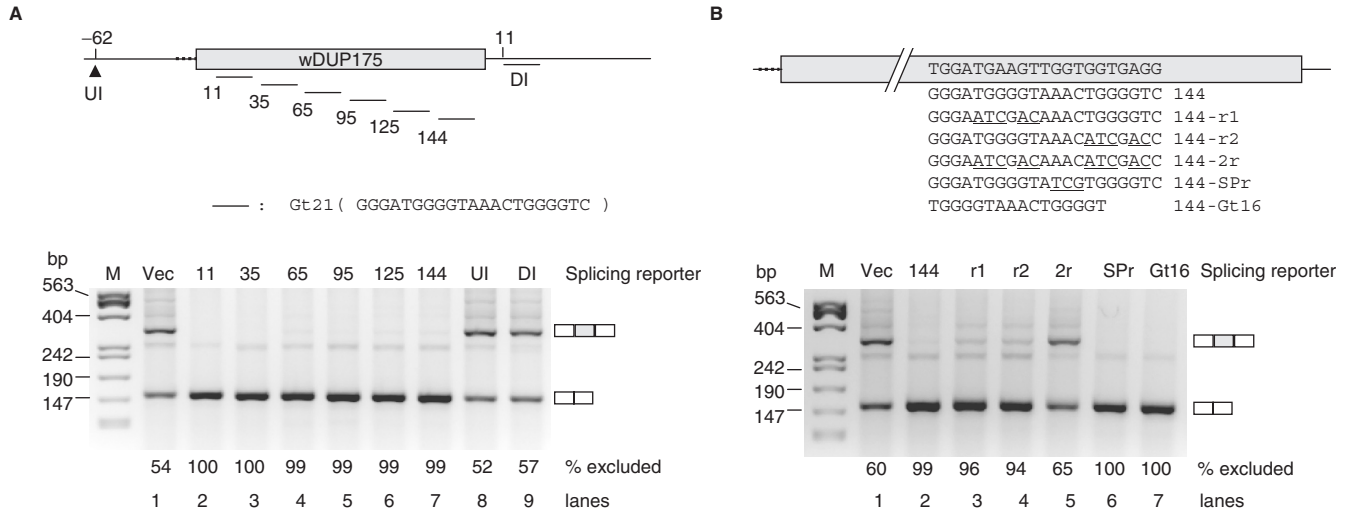 A
−62
11
wDUP175
UI
DI
11
35
65
95
125
144
: Gt21( GGGATGGGGTAAACTGGGGTC )
bp M Vec 11 35 65 95 125 144 UI DI Splicing reporter
563
404
242
190
147
54 100 100 99 99 99 99 52 57 % excluded
1 2 3 4 5 6 7 8 9 lanes
B
TGGATGAAGTTGGTGGTGAGG
GGGATGGGGTAAACTGGGGTC 144
GGGAATCGACAAACTGGGGTC 144-r1
GGGATGGGGTAAACATCGACC 144-r2
GGGAATCGACAAACATCGACC 144-2r
GGGATGGGGTATCGTGGGGTC 144-SPr
TGGGGTAAACTGGGGT 144-Gt16
bp M Vec 144 r1 r2 2r SPr Gt16 Splicing reporter
563
404
242
190
147
60 99 96 94 65 100 100 % excluded
1 2 3 4 5 6 7 lanes